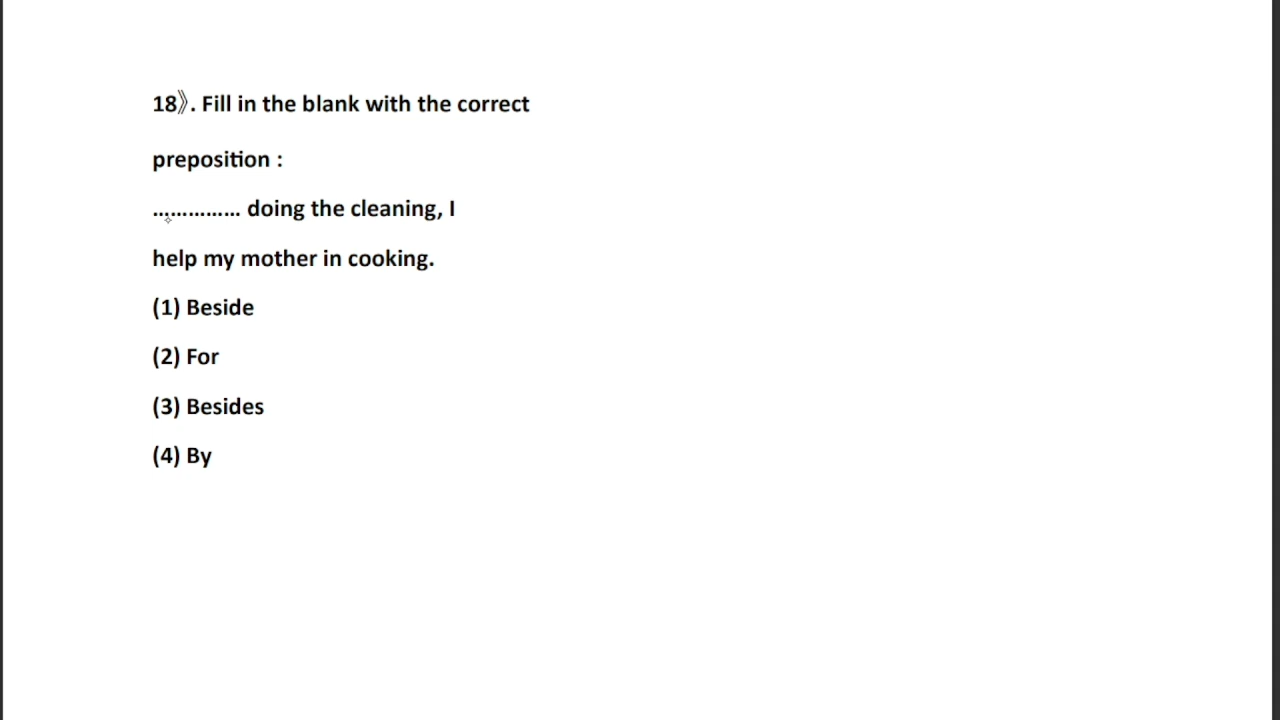 18》. Fill in the blank with the correct
preposition :
…………… doing the cleaning, I
help my mother in cooking.
(1) Beside
(2) For
(3) Besides
(4) By